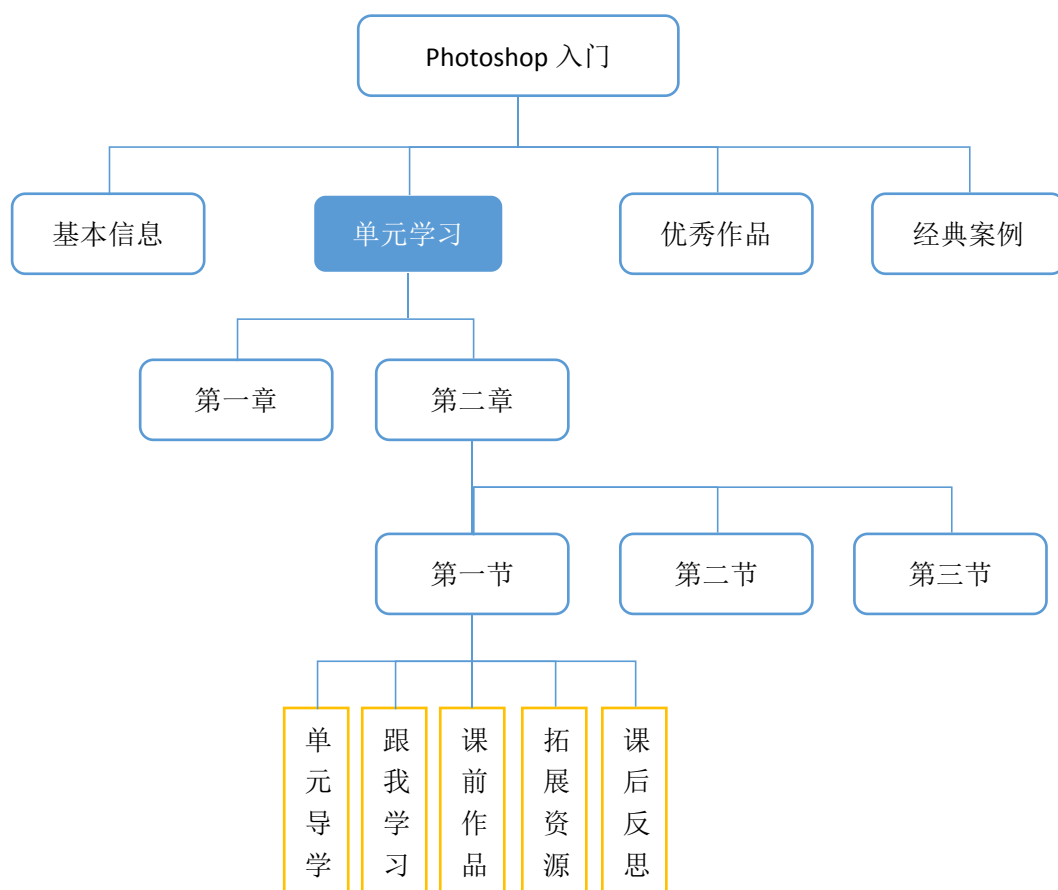 Photoshop 入门
基本信息
单元学习
优秀作品
经典案例
第一章
第二章
第一节
第二节
第三节
单元导学
跟我学习
课前作品
拓展资源
课后反思